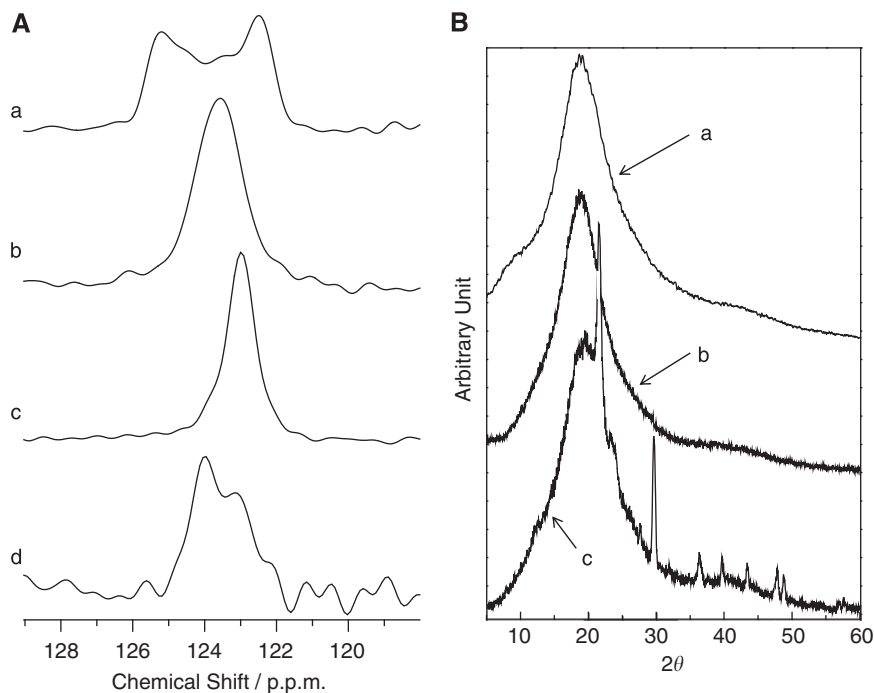 A
a
b
c
d
128 126 124 122 120
Chemical Shift / p.p.m.
B
a
b
c
Arbitrary Unit
10 20 30 40 50 60
2θ